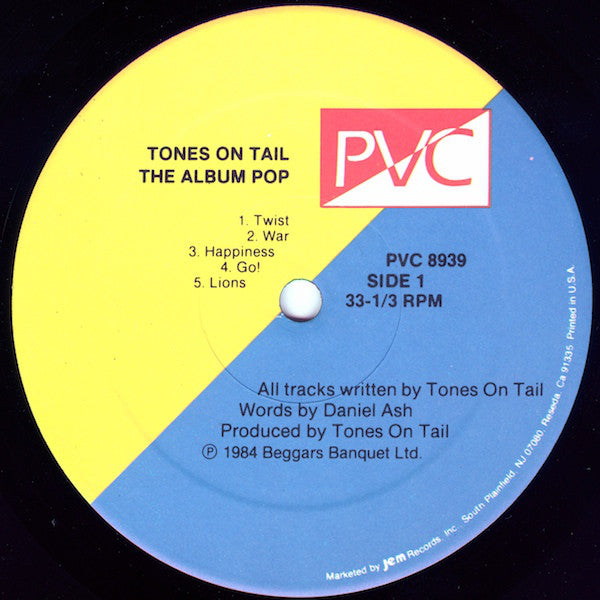 TONES ON TAIL
THE ALBUM POP
PVC
1. Twist
2. War
3. Happiness
4. Go!
5. Lions
PVC 8939
SIDE 1
33-1/3 RPM
All tracks written by Tones On Tail
Words by Daniel Ash
Produced by Tones On Tail
℗ 1984 Beggars Banquet Ltd.
Marketed by jem Records, Inc., South Plainfield, NJ 07080, Reseda, Ca 91335 Printed in U.S.A.